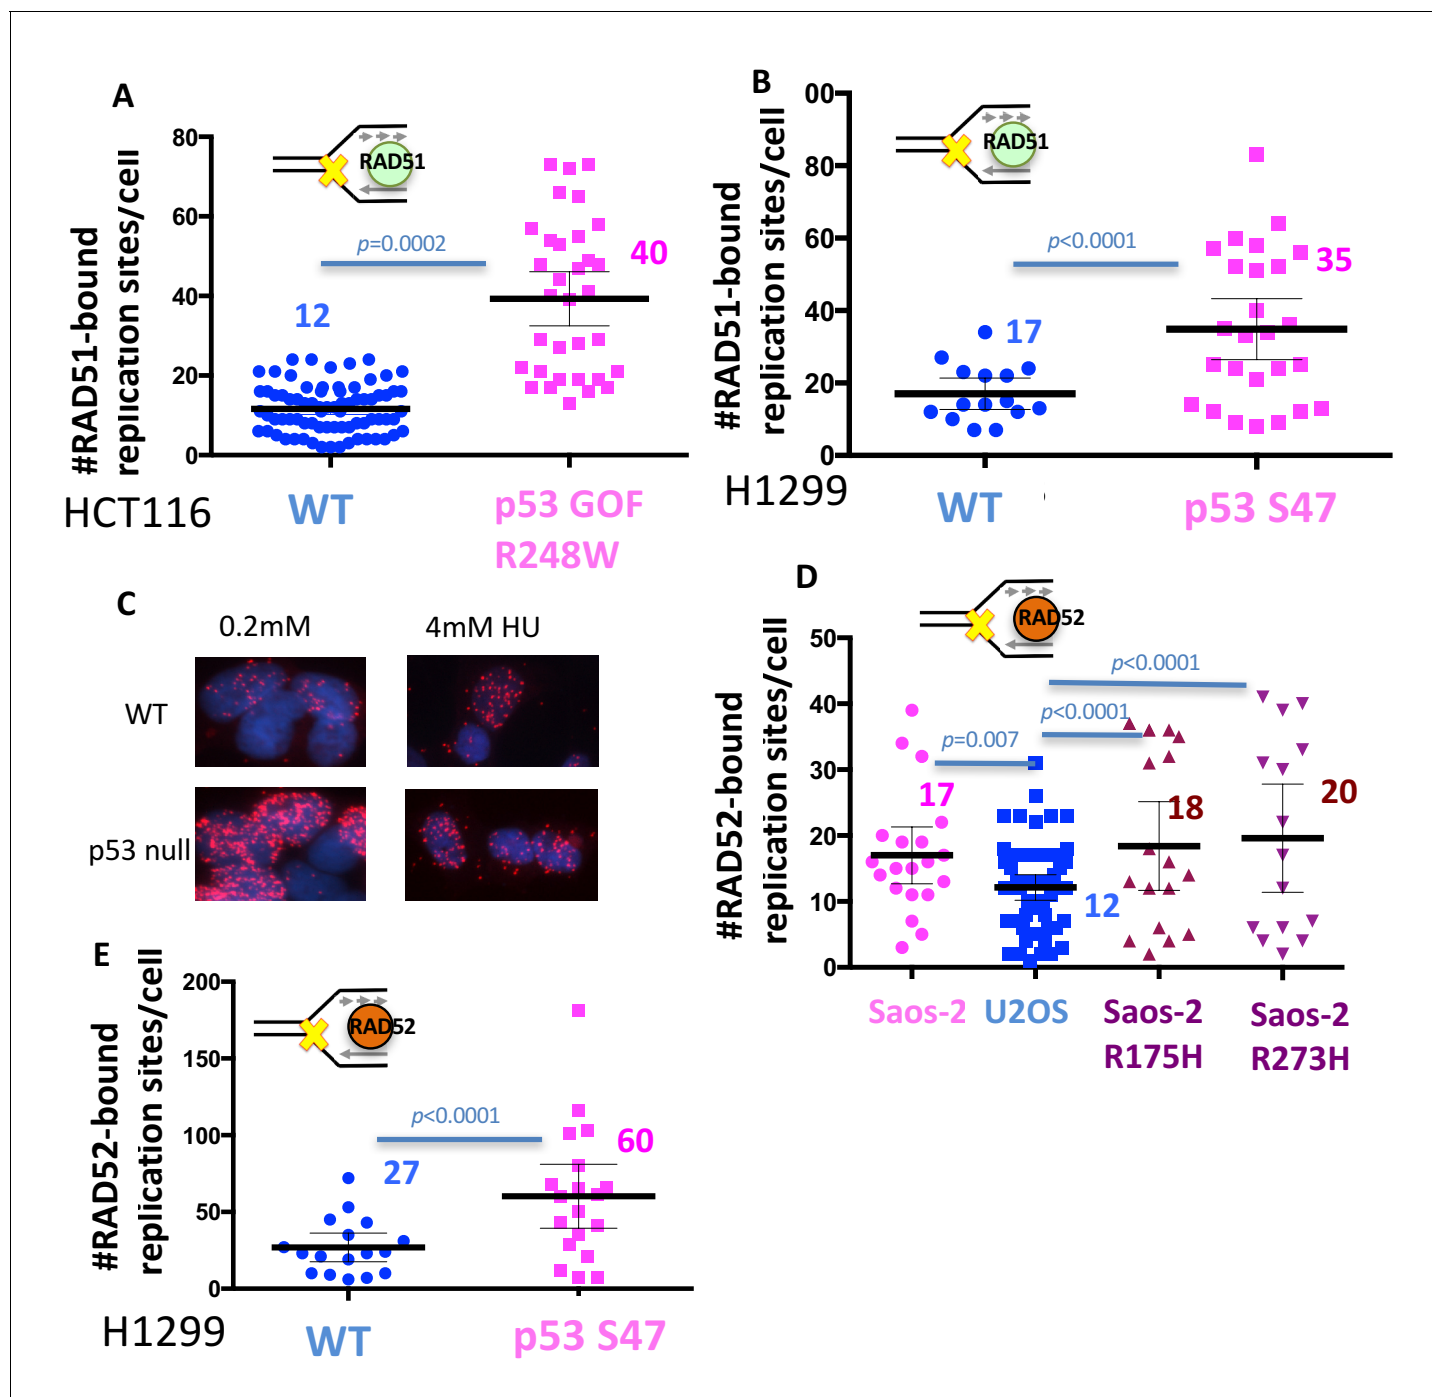 A
#RAD51-bound
replication sites/cell
80
60
40
20
0
RAD51
p=0.0002
12
40
HCT116
WT
p53 GOF
R248W
B
#RAD51-bound
replication sites/cell
00
80
60
40
20
0
RAD51
p<0.0001
17
35
H1299
WT
p53 S47
C
0.2mM
4mM HU
WT
p53 null
D
#RAD52-bound
replication sites/cell
50
40
30
20
10
0
RAD52
p<0.0001
p<0.0001
p=0.007
17
12
18
20
Saos-2
U2OS
Saos-2
R175H
Saos-2
R273H
E
#RAD52-bound
replication sites/cell
200
150
100
50
0
RAD52
p<0.0001
27
60
H1299
WT
p53 S47